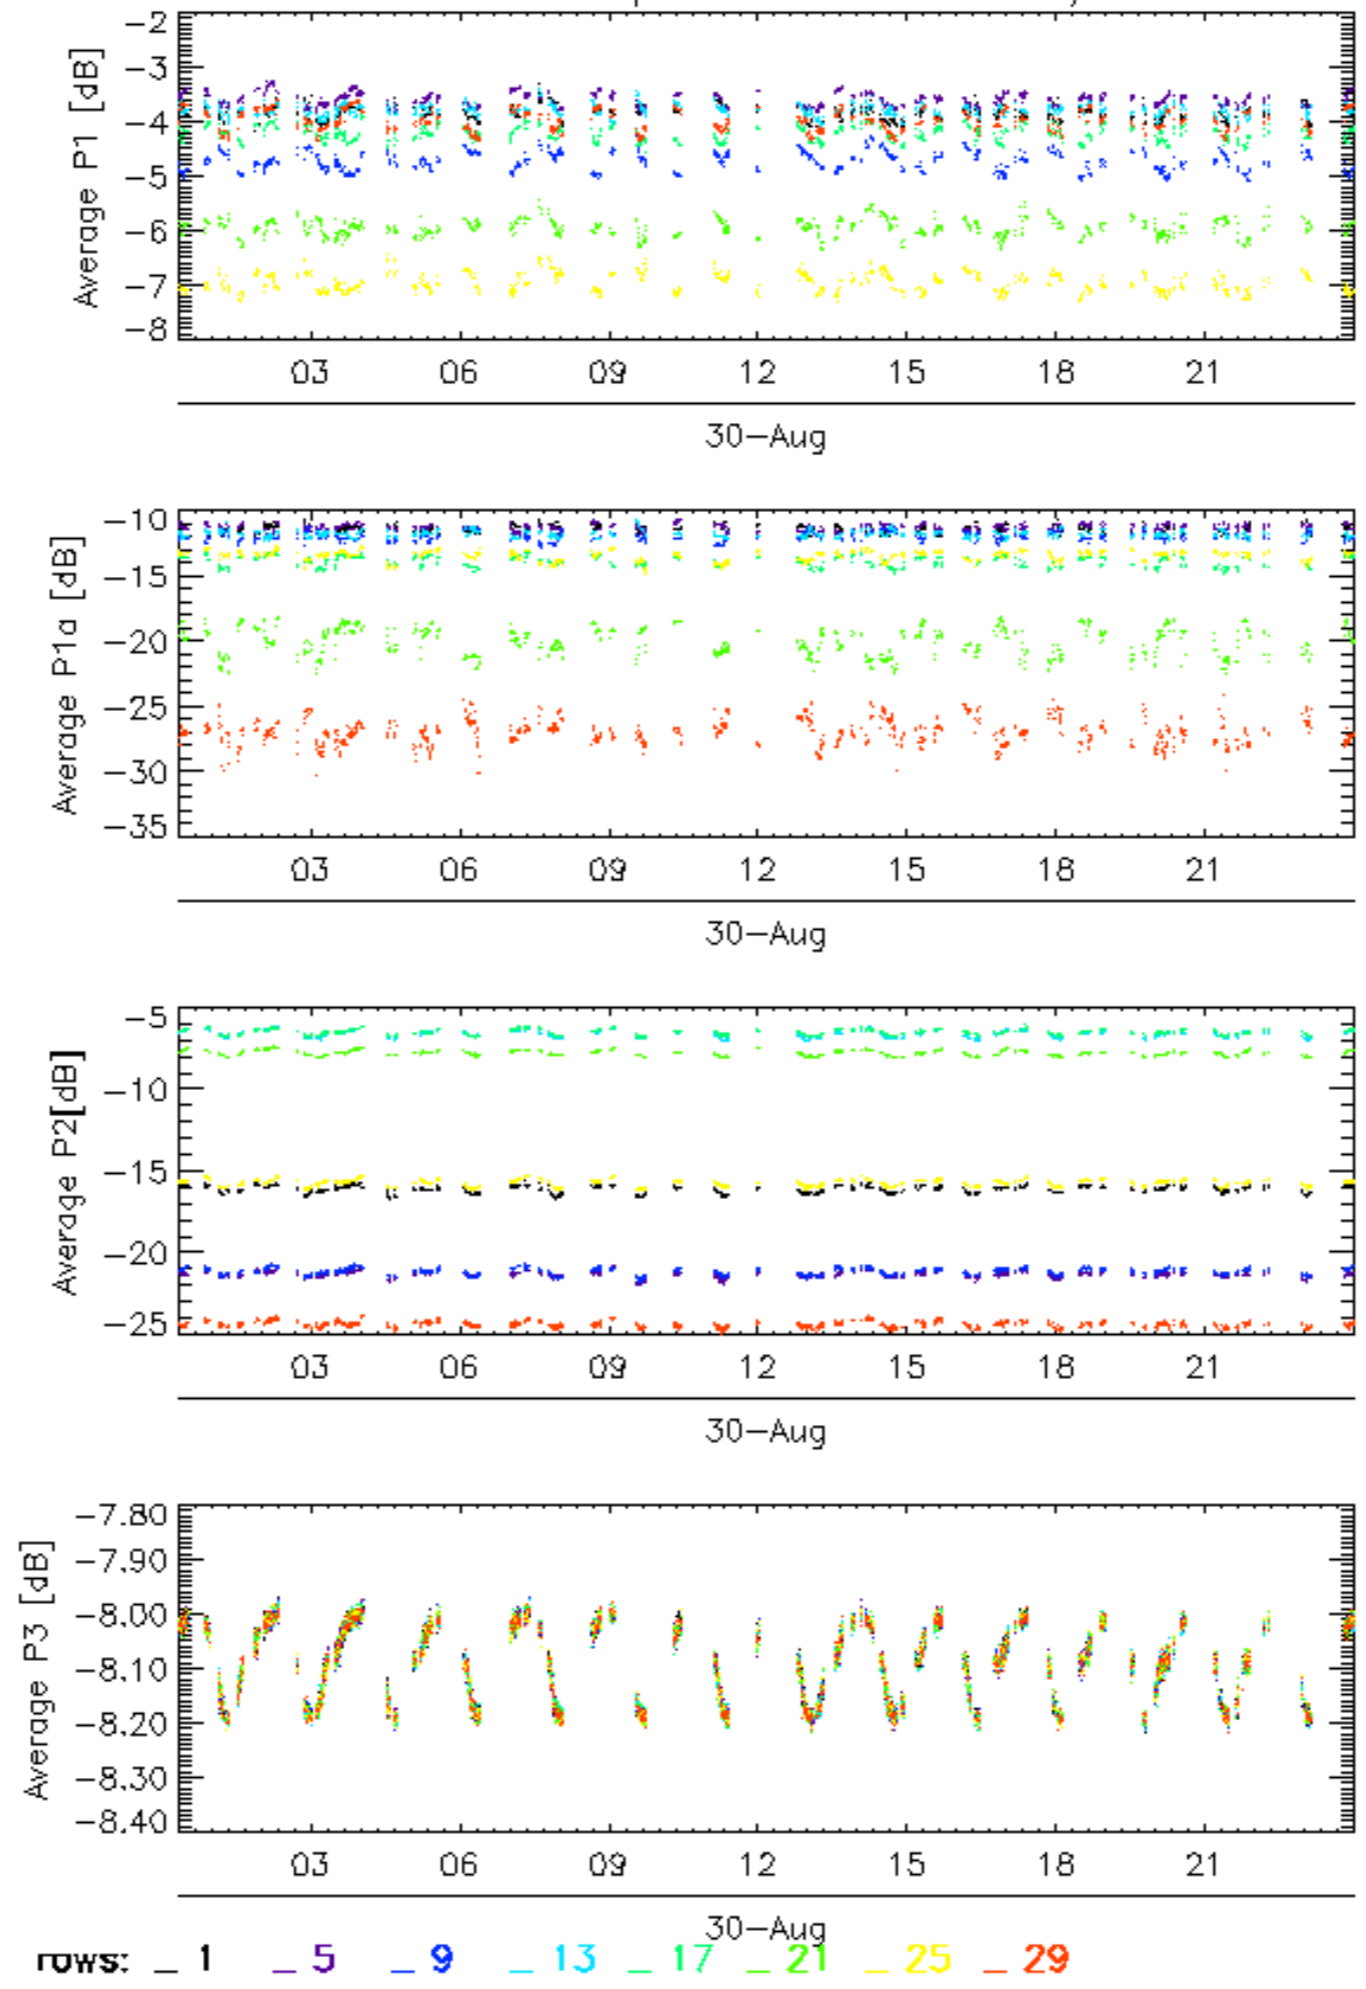 Average P1 [dB]
-2
-3
-4
-5
-6
-7
-8
03 06 09 12 15 18 21
30-Aug
Average P1a [dB]
-10
-15
-20
-25
-30
-35
03 06 09 12 15 18 21
30-Aug
Average P2[dB]
-5
-10
-15
-20
-25
03 06 09 12 15 18 21
30-Aug
Average P3 [dB]
-7.80
-7.90
-8.00
-8.10
-8.20
-8.30
-8.40
03 06 09 12 15 18 21
30-Aug
rows: _ 1 _ 5 _ 9 _ 13 _ 17 _ 21 _ 25 _ 29